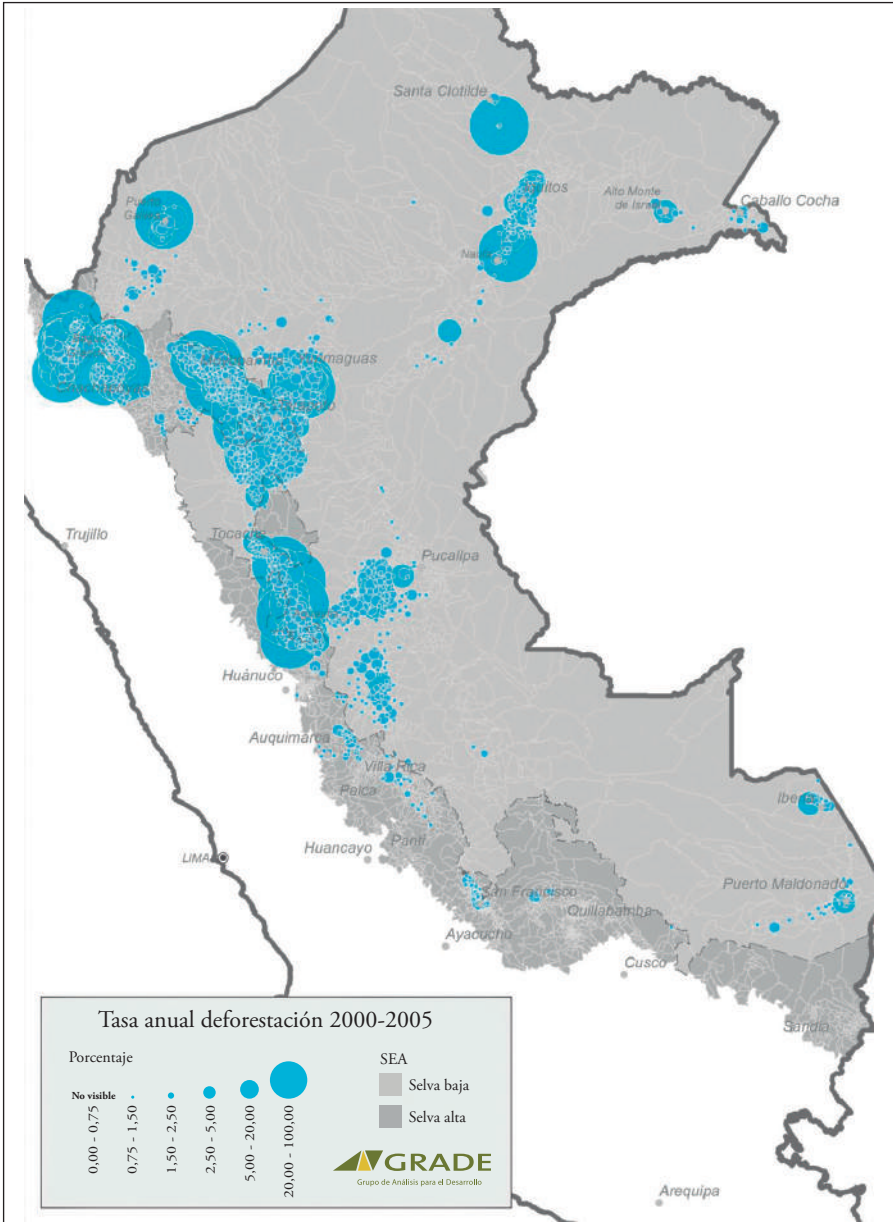 Santa Clotilde
Alto Monte
de Israel
Caballo Cocha
Tocache
Trujillo
Pucallpa
Huánuco
Auquimarca
Villa Rica
Palca
Iberia
Huancayo
Pantí
LIMA
San Francisco
Puerto Maldonado
Quillabamba
Ayacucho
Cusco
Sandia
Arequipa
Tasa anual deforestación 2000-2005
Porcentaje
No visible
0,00 - 0,75
0,75 - 1,50
1,50 - 2,50
2,50 - 5,00
5,00 - 20,00
20,00 - 100,00
SEA
Selva baja
Selva alta
GRADE
Grupo de Análisis para el Desarrollo